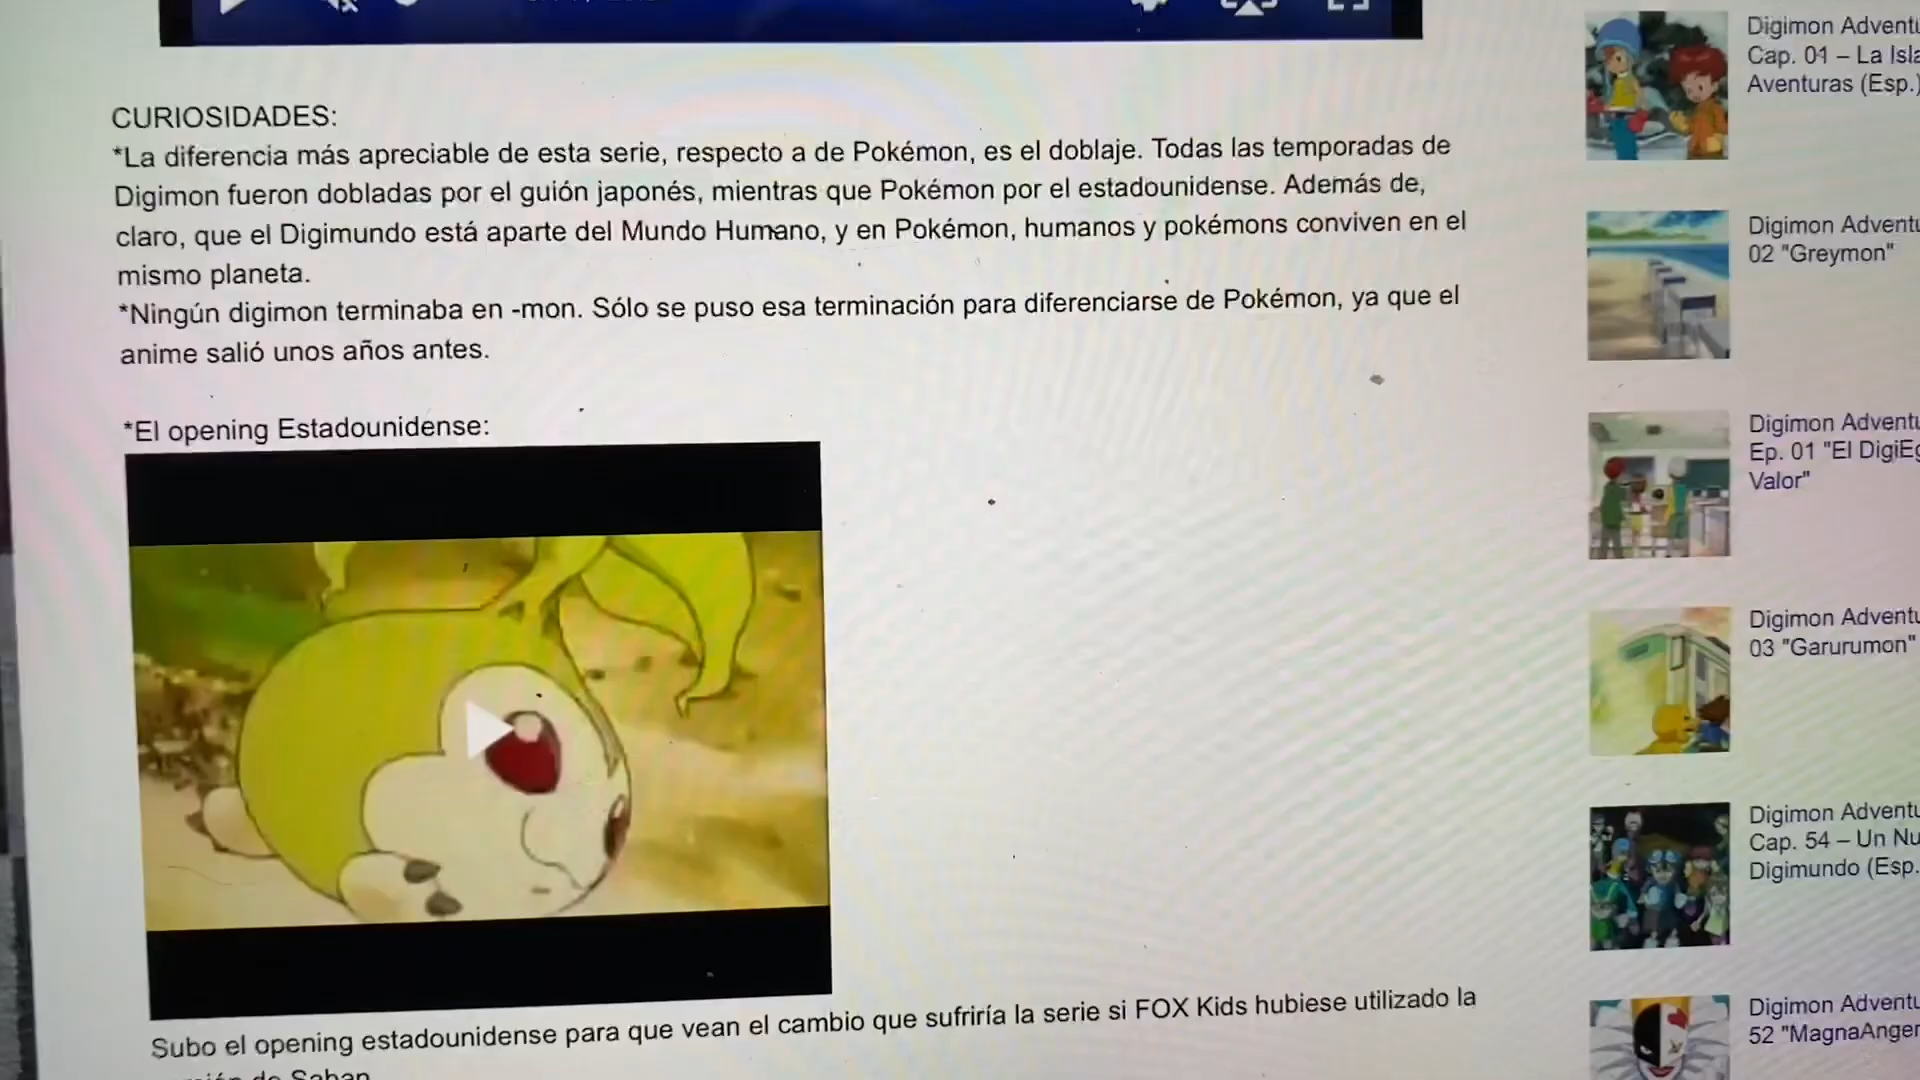 CURIOSIDADES:
*La diferencia más apreciable de esta serie, respecto a de Pokémon, es el doblaje. Todas las temporadas de
Digimon fueron dobladas por el guión japonés, mientras que Pokémon por el estadounidense. Además de,
claro, que el Digimundo está aparte del Mundo Humano, y en Pokémon, humanos y pokémons conviven en el
mismo planeta.
*Ningún digimon terminaba en -mon. Sólo se puso esa terminación para diferenciarse de Pokémon, ya que el
anime salió unos años antes.
*El opening Estadounidense:
Subo el opening estadounidense para que vean el cambio que sufriría la serie si FOX Kids hubiese utilizado la
de Saban
Digimon Adventu
Cap. 01 – La Isla
Aventuras (Esp.)
Digimon Adventu
02 "Greymon"
Digimon Adventu
Ep. 01 "El DigiEg
Valor"
Digimon Adventu
03 "Garurumon"
Digimon Adventu
Cap. 54 – Un Nu
Digimundo (Esp.
Digimon Adventu
52 "MagnaAnge